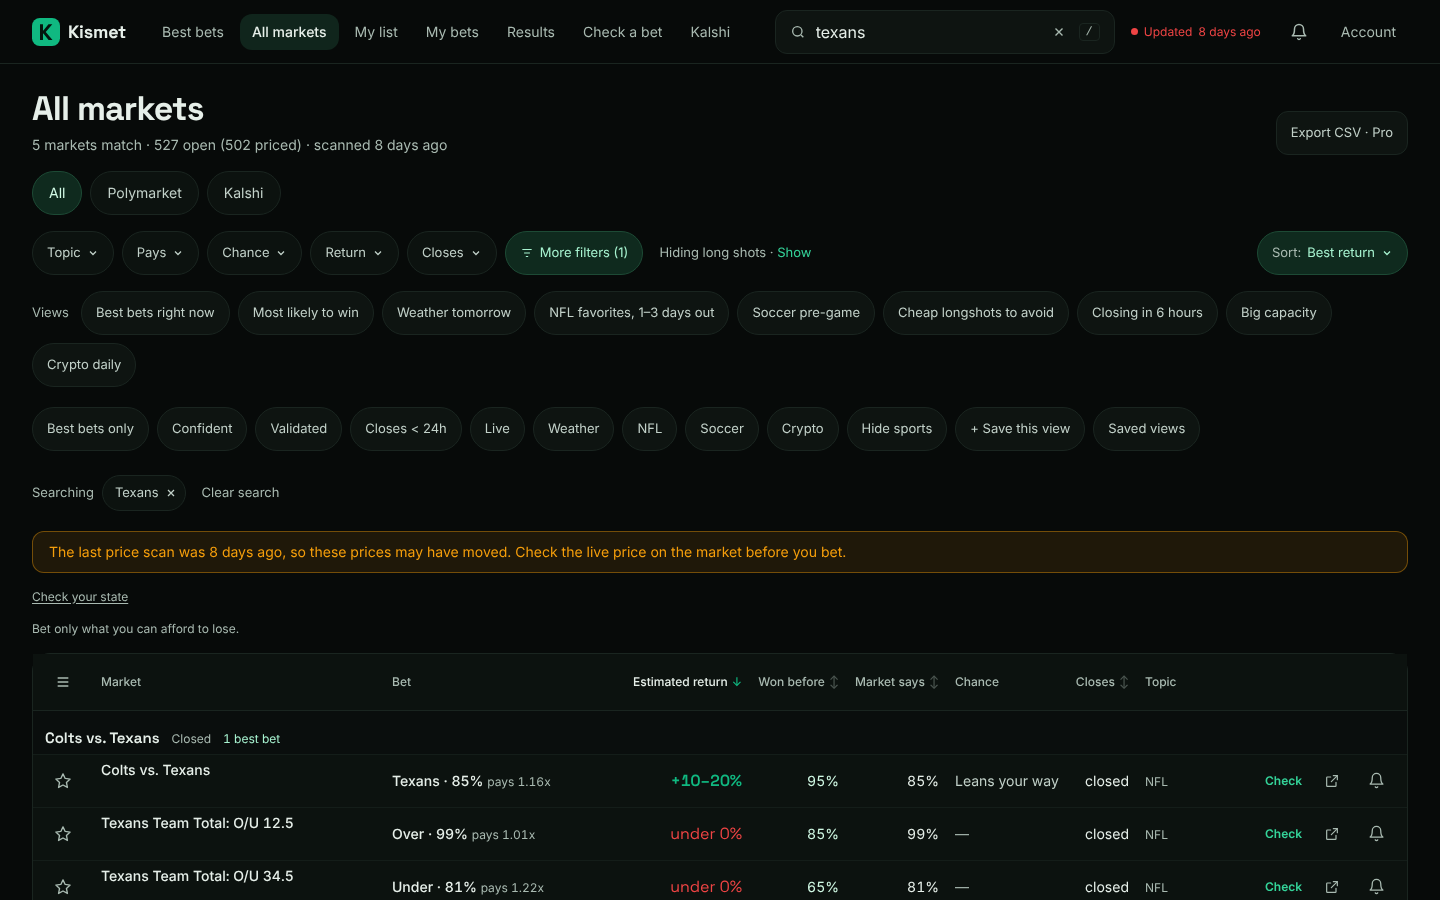 Kismet
Best bets
All markets
My list
My bets
Results
Check a bet
Kalshi
texans
/
Updated 8 days ago
Account
All markets
5 markets match · 527 open (502 priced) · scanned 8 days ago
Export CSV · Pro
All
Polymarket
Kalshi
Topic
Pays
Chance
Return
Closes
More filters (1)
Hiding long shots · Show
Sort: Best return
Views
Best bets right now
Most likely to win
Weather tomorrow
NFL favorites, 1–3 days out
Soccer pre-game
Cheap longshots to avoid
Closing in 6 hours
Big capacity
Crypto daily
Best bets only
Confident
Validated
Closes < 24h
Live
Weather
NFL
Soccer
Crypto
Hide sports
+ Save this view
Saved views
Searching
Texans ×
Clear search
The last price scan was 8 days ago, so these prices may have moved. Check the live price on the market before you bet.
Check your state
Bet only what you can afford to lose.
Market Bet Estimated return ↓ Won before Market says Chance Closes Topic
Colts vs. Texans Closed 1 best bet
Colts vs. Texans Texans · 85% pays 1.16x +10–20% 95% 85% Leans your way closed NFL Check
Texans Team Total: O/U 12.5 Over · 99% pays 1.01x under 0% 85% 99% — closed NFL Check
Texans Team Total: O/U 34.5 Under · 81% pays 1.22x under 0% 65% 81% — closed NFL Check